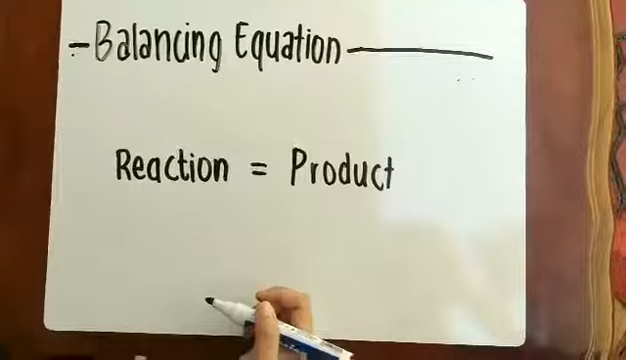 - Balancing Equation
Reaction = Product